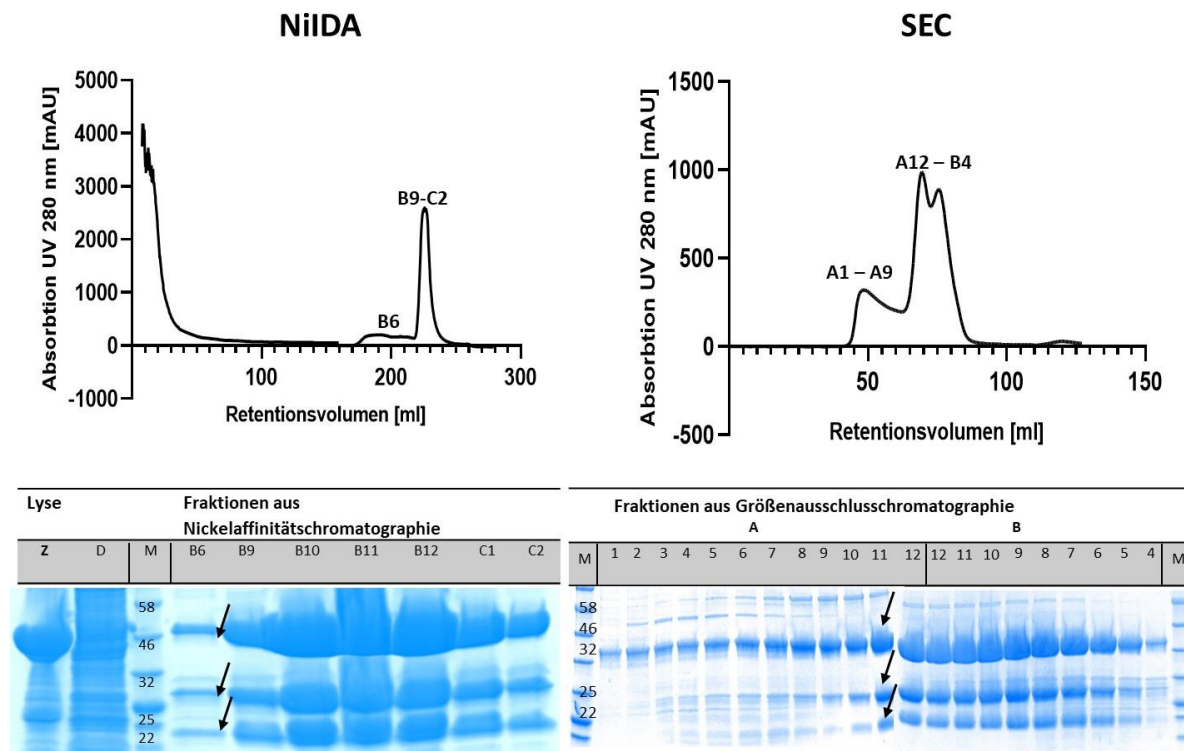 NiIDA
5000
4000
3000
2000
1000
0
-1000
100
200
300
Absorbtion UV 280 nm [mAU]
Retentionsvolumen [ml]
B6
B9-C2
SEC
1500
1000
500
0
-500
50
100
150
Absorbtion UV 280 nm [mAU]
Retentionsvolumen [ml]
A1 – A9
A12 – B4
Lyse
Fraktionen aus
Nickelaffinitätschromatographie
Z D M B6 B9 B10 B11 B12 C1 C2
58
46
32
25
22
Fraktionen aus Größenausschlusschromatographie
A B
M 1 2 3 4 5 6 7 8 9 10 11 12 12 11 10 9 8 7 6 5 4 M
58
46
32
25
22